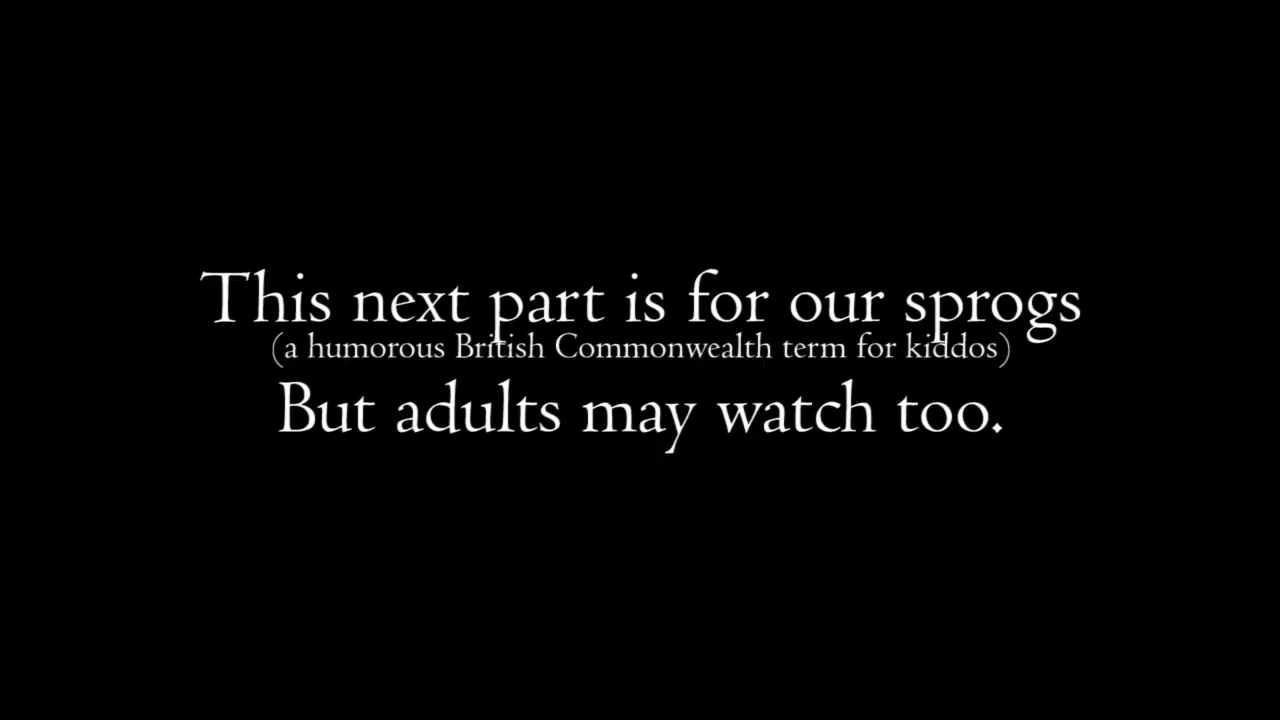 This next part is for our sprogs
(a humorous British Commonwealth term for kiddos)
But adults may watch too.